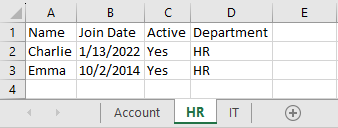 A B C D E
1 Name Join Date Active Department
2 Charlie 1/13/2022 Yes HR
3 Emma 10/2/2014 Yes HR
4
Account HR IT